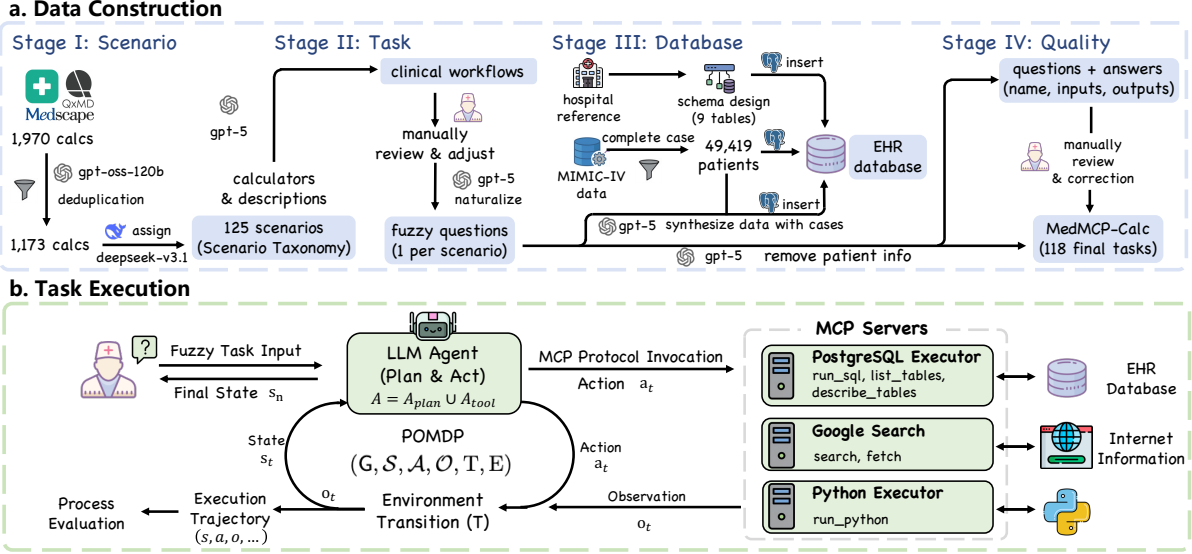 a. Data Construction
Stage I: Scenario
Stage II: Task
Stage III: Database
Stage IV: Quality
QxMD
Medscape
1,970 calcs
gpt-oss-120b
deduplication
1,173 calcs
assign
deepseek-v3.1
125 scenarios
(Scenario Taxonomy)
calculators
& descriptions
gpt-5
clinical workflows
manually
review & adjust
gpt-5
naturalize
fuzzy questions
(1 per scenario)
hospital
reference
schema design
(9 tables)
insert
MIMIC-IV
data
complete case
49,419
patients
EHR
database
insert
gpt-5 synthesize data with cases
gpt-5 remove patient info
questions + answers
(name, inputs, outputs)
manually
review
& correction
MedMCP-Calc
(118 final tasks)
b. Task Execution
?
Fuzzy Task Input
Final State sₙ
LLM Agent
(Plan & Act)
A = A_plan ∪ A_tool
MCP Protocol Invocation
Action aₜ
State
sₜ
POMDP
(G, S, A, O, T, E)
Action
aₜ
Process
Evaluation
Execution
Trajectory
(s, a, o, ...)
oₜ
Environment
Transition (T)
Observation
oₜ
MCP Servers
PostgreSQL Executor
run_sql, list_tables,
describe_tables
EHR
Database
Google Search
search, fetch
Internet
Information
Python Executor
run_python